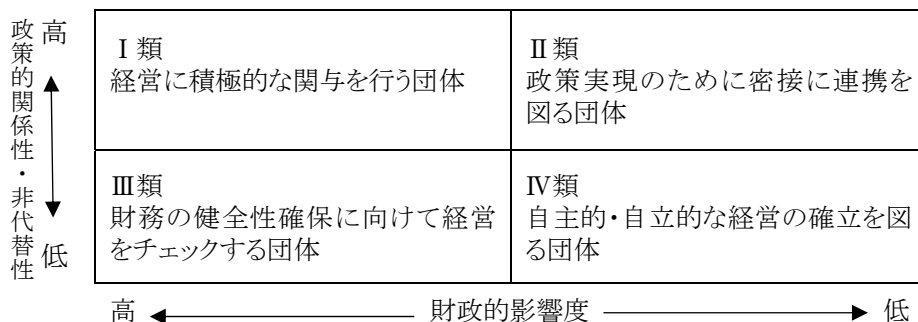 政策的関係性・非代替性
高
低
Ⅰ類
経営に積極的な関与を行う団体
Ⅱ類
政策実現のために密接に連携を
図る団体
Ⅲ類
財務の健全性確保に向けて経営
をチェックする団体
Ⅳ類
自主的・自立的な経営の確立を図
る団体
高 財政的影響度 低